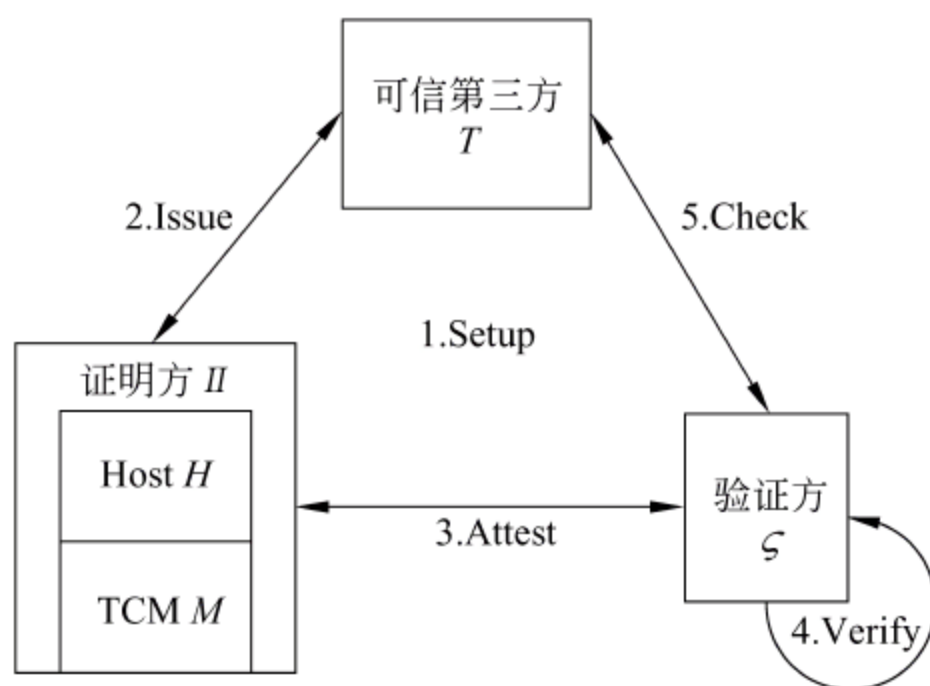 可信第三方
T
2.Issue
5.Check
1.Setup
证明方 II
Host H
TCM M
3.Attest
验证方
ς
4.Verify